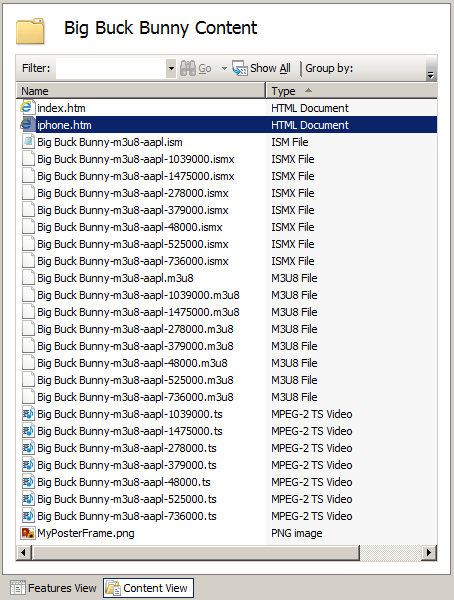 Big Buck Bunny Content
Filter: Go Show All Group by:
Name Type
index.htm HTML Document
iphone.htm HTML Document
Big Buck Bunny-m3u8-aapl.ism ISM File
Big Buck Bunny-m3u8-aapl-1039000.ismx ISMX File
Big Buck Bunny-m3u8-aapl-1475000.ismx ISMX File
Big Buck Bunny-m3u8-aapl-278000.ismx ISMX File
Big Buck Bunny-m3u8-aapl-379000.ismx ISMX File
Big Buck Bunny-m3u8-aapl-48000.ismx ISMX File
Big Buck Bunny-m3u8-aapl-525000.ismx ISMX File
Big Buck Bunny-m3u8-aapl-736000.ismx ISMX File
Big Buck Bunny-m3u8-aapl.m3u8 M3U8 File
Big Buck Bunny-m3u8-aapl-1039000.m3u8 M3U8 File
Big Buck Bunny-m3u8-aapl-1475000.m3u8 M3U8 File
Big Buck Bunny-m3u8-aapl-278000.m3u8 M3U8 File
Big Buck Bunny-m3u8-aapl-379000.m3u8 M3U8 File
Big Buck Bunny-m3u8-aapl-48000.m3u8 M3U8 File
Big Buck Bunny-m3u8-aapl-525000.m3u8 M3U8 File
Big Buck Bunny-m3u8-aapl-736000.m3u8 M3U8 File
Big Buck Bunny-m3u8-aapl-1039000.ts MPEG-2 TS Video
Big Buck Bunny-m3u8-aapl-1475000.ts MPEG-2 TS Video
Big Buck Bunny-m3u8-aapl-278000.ts MPEG-2 TS Video
Big Buck Bunny-m3u8-aapl-379000.ts MPEG-2 TS Video
Big Buck Bunny-m3u8-aapl-48000.ts MPEG-2 TS Video
Big Buck Bunny-m3u8-aapl-525000.ts MPEG-2 TS Video
Big Buck Bunny-m3u8-aapl-736000.ts MPEG-2 TS Video
MyPosterFrame.png PNG image
Features View Content View